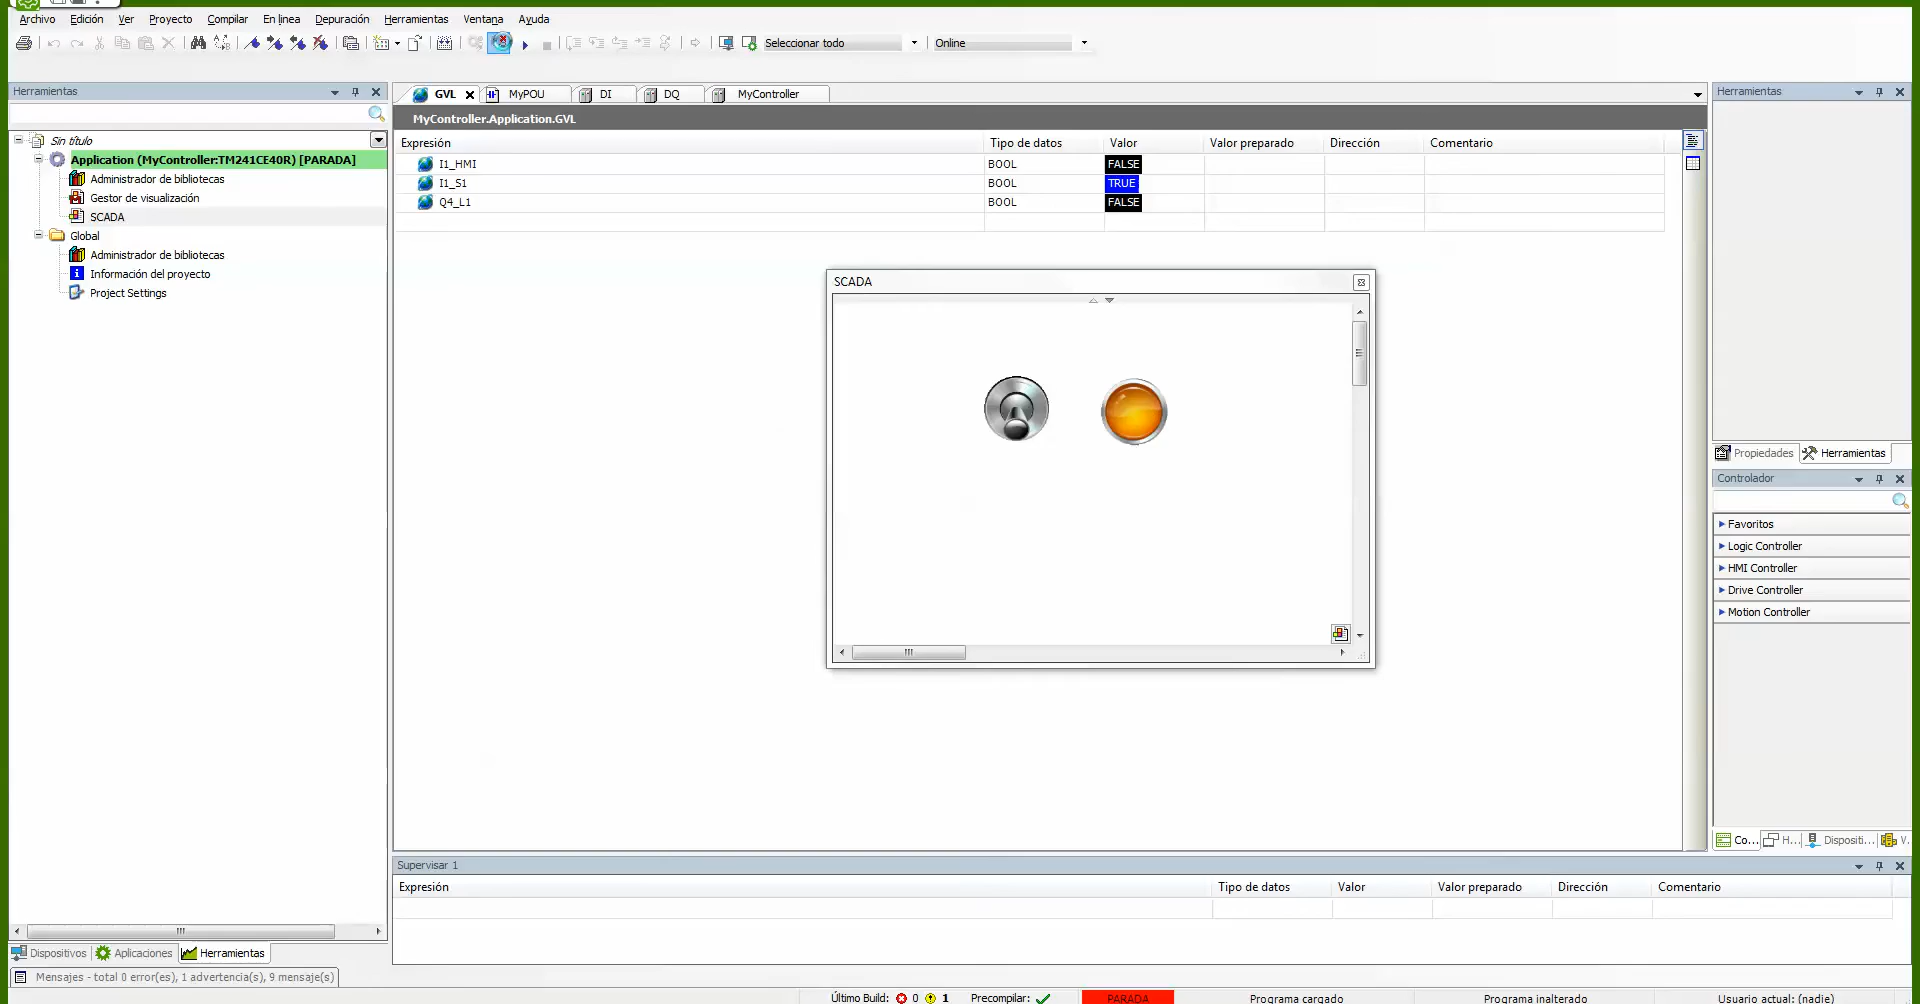 Archivo Edición Ver Proyecto Compilar En línea Depuración Herramientas Ventana Ayuda
Seleccionar todo Online
Herramientas
Sin título
Application (MyController:TM241CE40R) [PARADA]
Administrador de bibliotecas
Gestor de visualización
SCADA
Global
Administrador de bibliotecas
Información del proyecto
Project Settings
Dispositivos Aplicaciones Herramientas
Mensajes - total 0 error(es), 1 advertencia(s), 9 mensaje(s)
GVL MyPOU DI DQ MyController
MyController.Application.GVL
Expresión Tipo de datos Valor Valor preparado Dirección Comentario
I1_HMI BOOL FALSE
I1_S1 BOOL TRUE
Q4_L1 BOOL FALSE
SCADA
Supervisar 1
Expresión Tipo de datos Valor Valor preparado Dirección Comentario
Herramientas
Propiedades Herramientas
Controlador
Favoritos
Logic Controller
HMI Controller
Drive Controller
Motion Controller
Co... H... Dispositi... V.
Último Build: 0 1 Precompilar: PARADA Programa cargado Programa inalterado Usuario actual: (nadie)